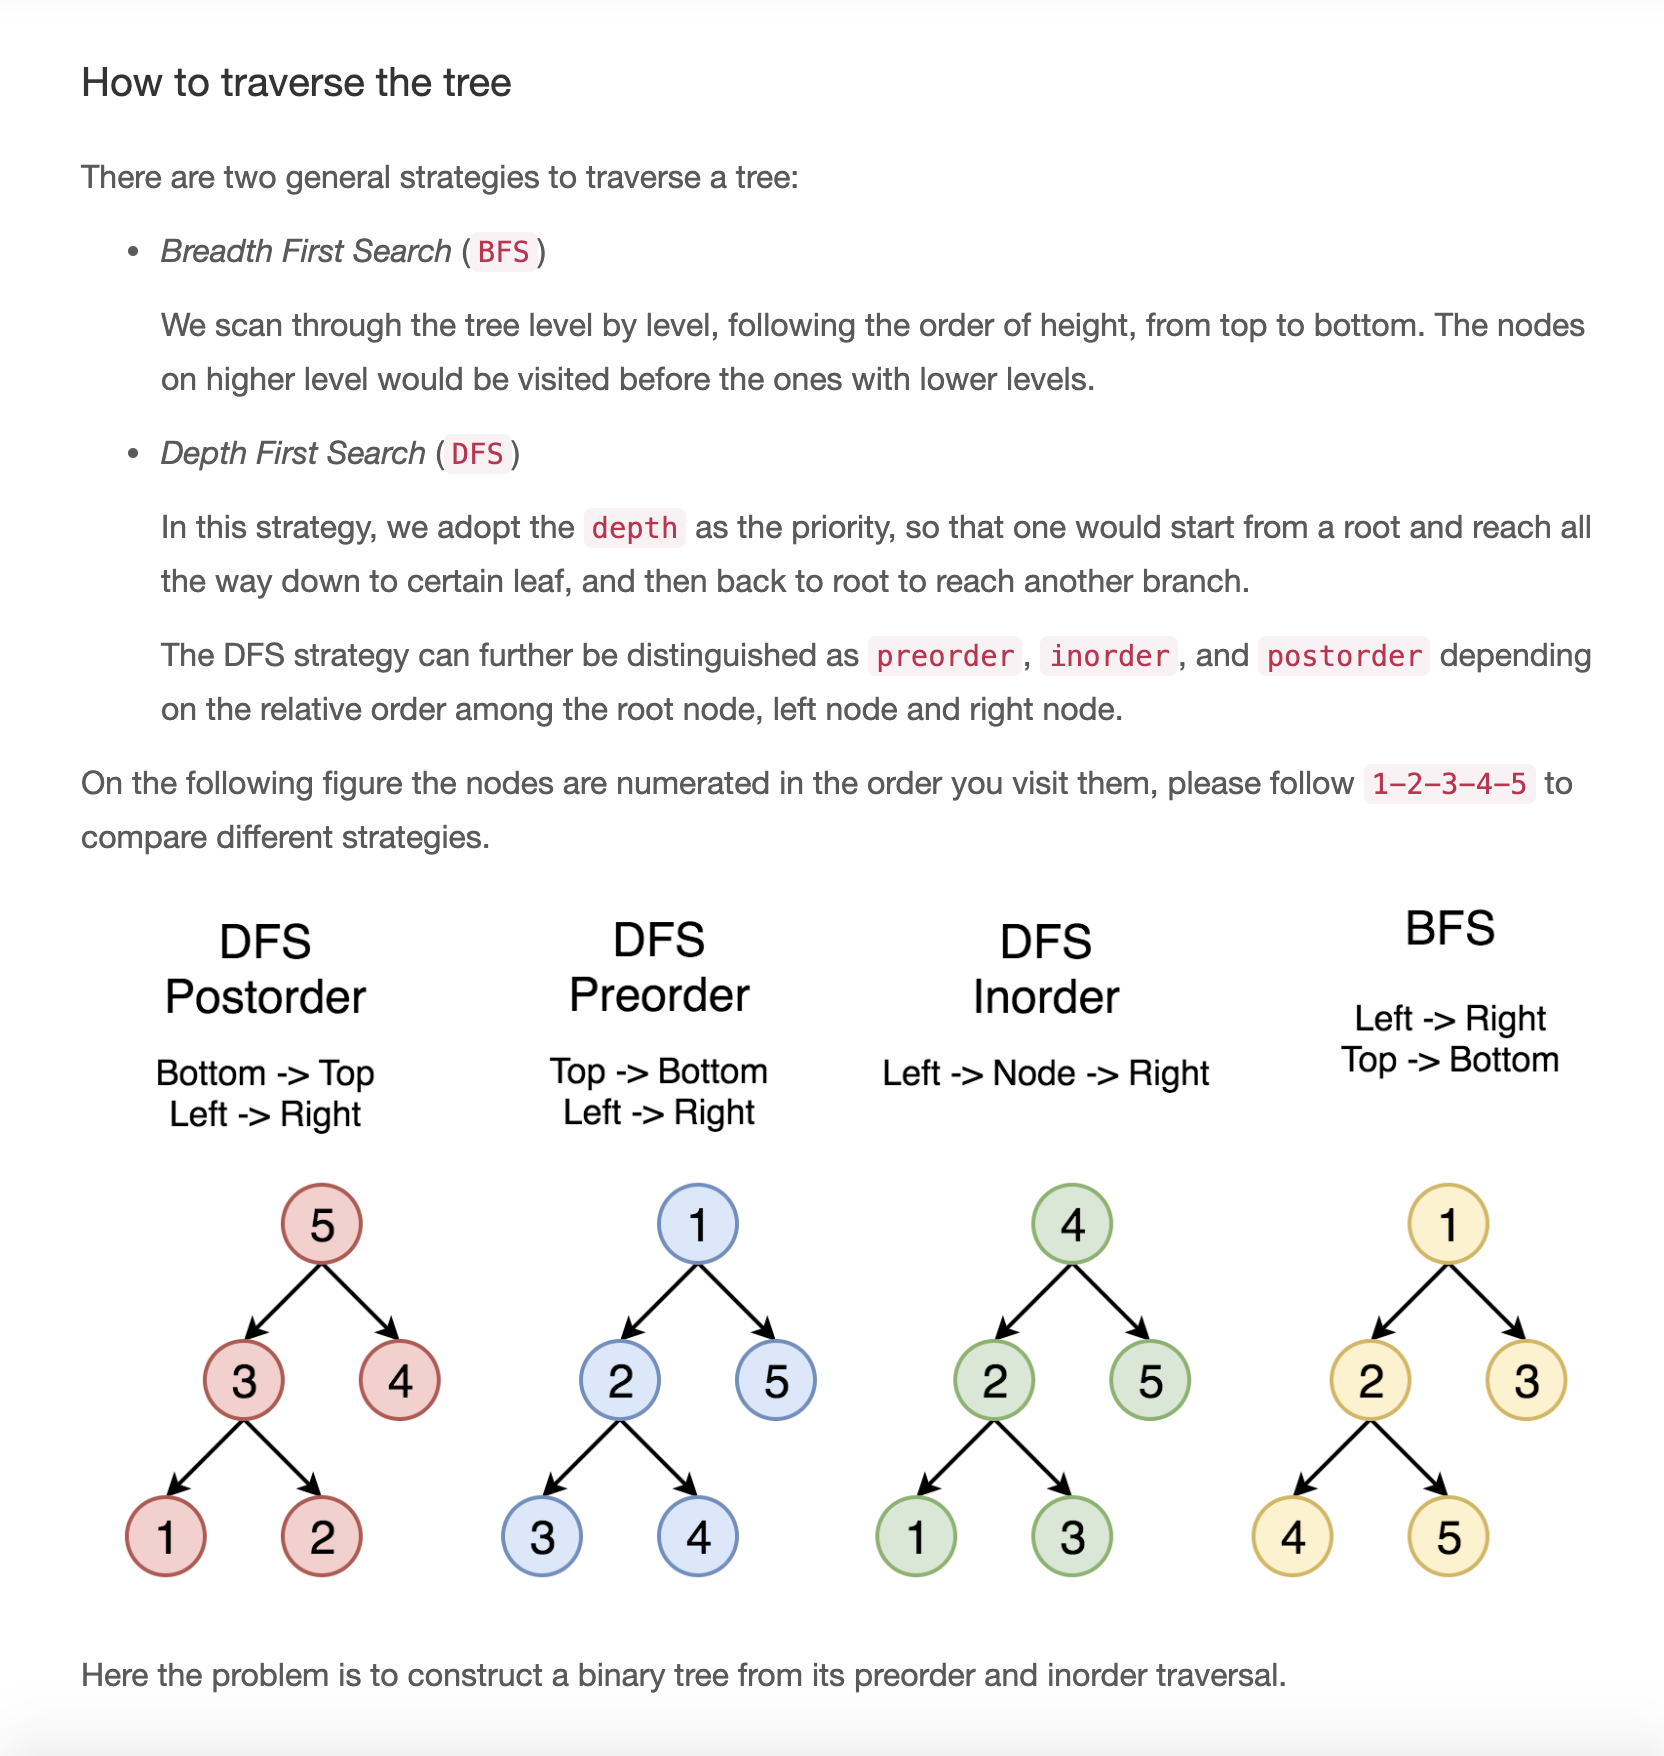 How to traverse the tree
There are two general strategies to traverse a tree:
• Breadth First Search ( BFS )
We scan through the tree level by level, following the order of height, from top to bottom. The nodes
on higher level would be visited before the ones with lower levels.
• Depth First Search ( DFS )
In this strategy, we adopt the depth as the priority, so that one would start from a root and reach all
the way down to certain leaf, and then back to root to reach another branch.
The DFS strategy can further be distinguished as preorder , inorder , and postorder depending
on the relative order among the root node, left node and right node.
On the following figure the nodes are numerated in the order you visit them, please follow 1-2-3-4-5 to
compare different strategies.
DFS
Postorder
Bottom -> Top
Left -> Right
5
3 4
1 2
DFS
Preorder
Top -> Bottom
Left -> Right
1
2 5
3 4
DFS
Inorder
Left -> Node -> Right
4
2 5
1 3
BFS
Left -> Right
Top -> Bottom
1
2 3
4 5
Here the problem is to construct a binary tree from its preorder and inorder traversal.